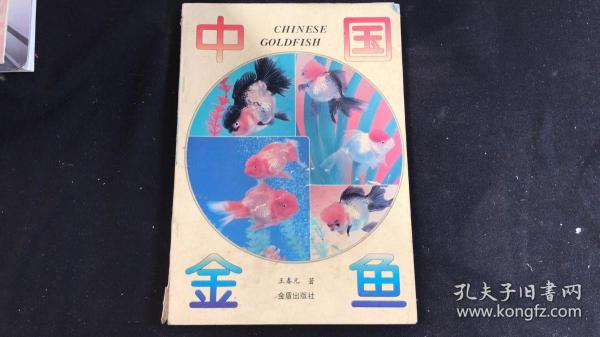 中国
CHINESE
GOLDFISH
金鱼
王春元 著
金盾出版社
孔夫子旧书网
www.kongfz.com